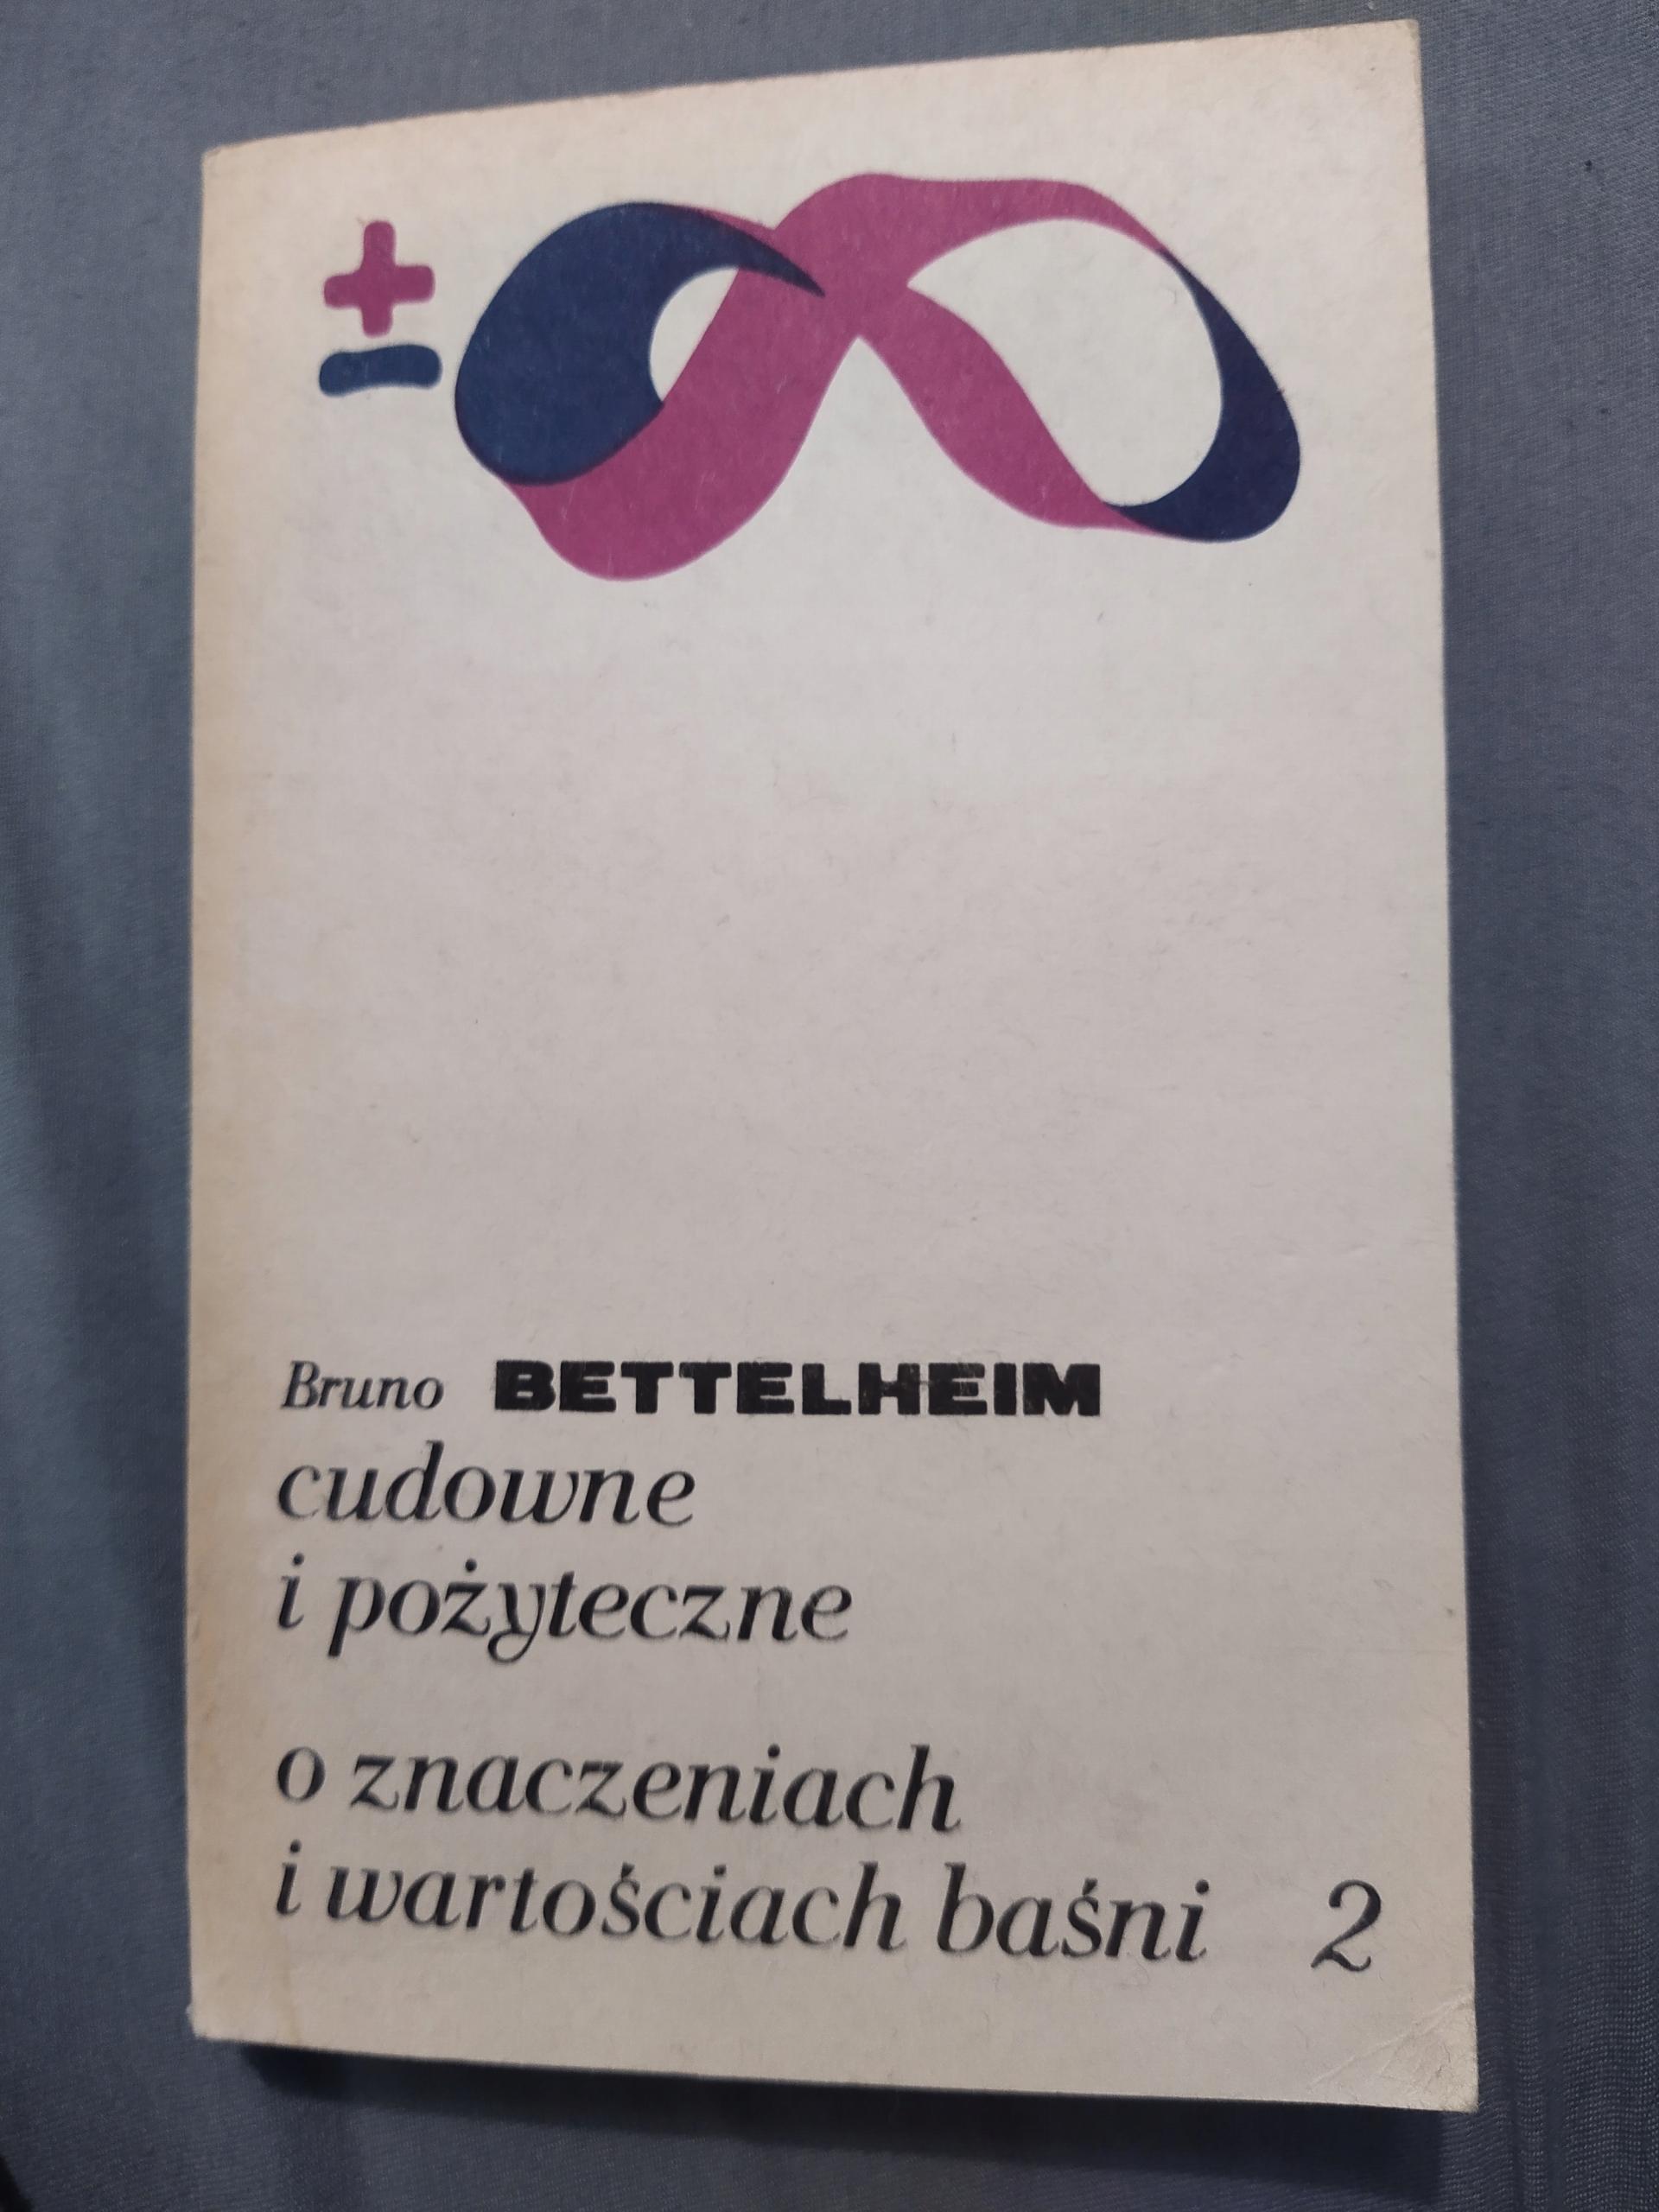 ±
Bruno BETTELHEIM
cudowne
i pożyteczne
o znaczeniach
i wartościach baśni 2